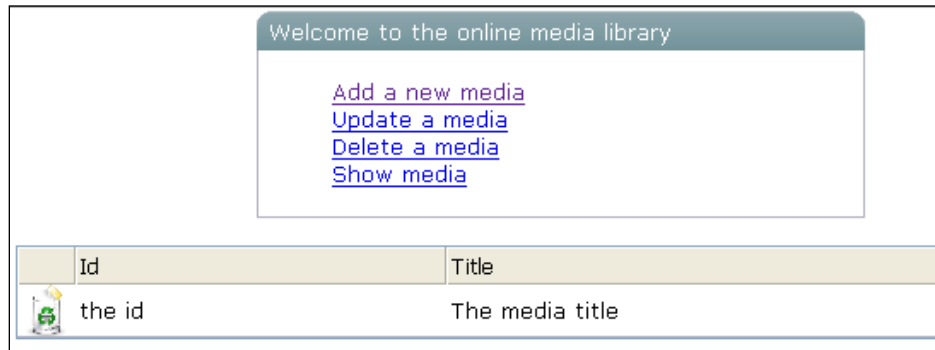 Welcome to the online media library
Add a new media
Update a media
Delete a media
Show media
Id Title
the id The media title